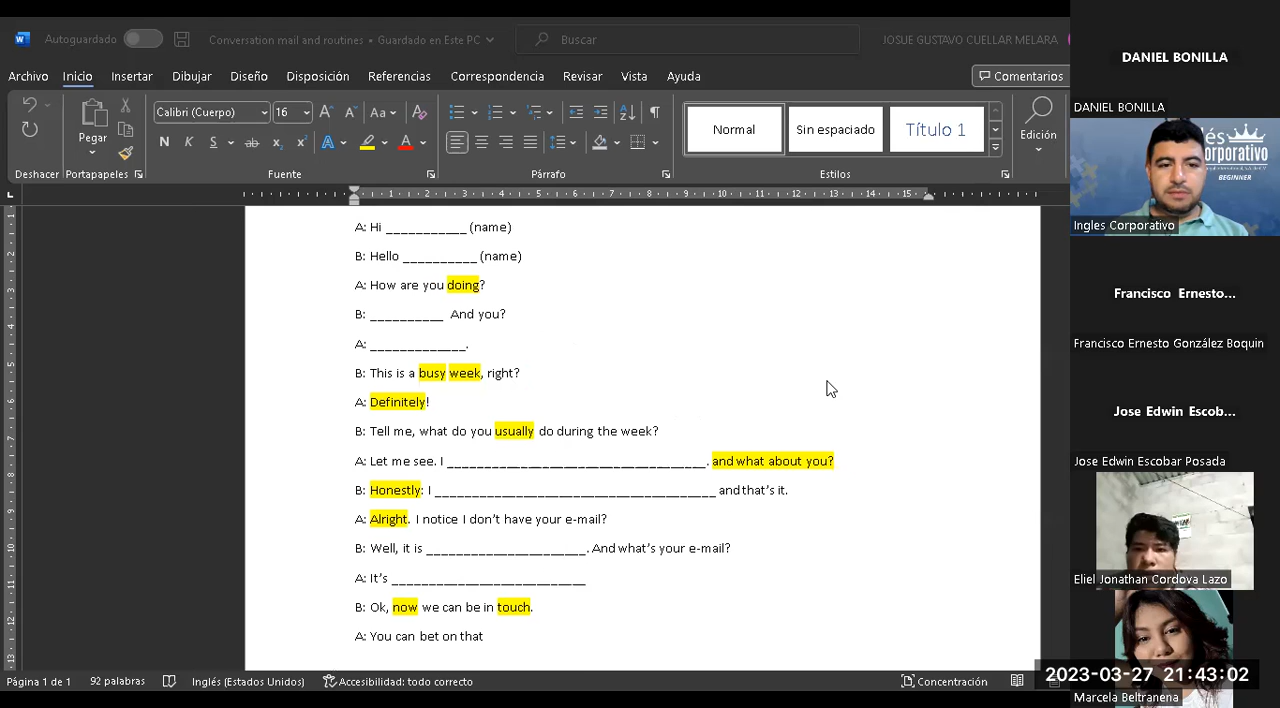 Autoguardado
Conversation mail and routines • Guardado en Este PC
Buscar
JOSUE GUSTAVO CUELLAR MELARA
Archivo Inicio Insertar Dibujar Diseño Disposición Referencias Correspondencia Revisar Vista Ayuda
Comentarios
Pegar
Calibri (Cuerpo) 16
Normal
Sin espaciado
Título 1
Edición
Deshacer Portapapeles Fuente Párrafo Estilos
A: Hi ___________ (name)
B: Hello __________ (name)
A: How are you doing?
B: __________ And you?
A: _____________.
B: This is a busy week, right?
A: Definitely!
B: Tell me, what do you usually do during the week?
A: Let me see. I ___________________________________. and what about you?
B: Honestly: I ______________________________________ and that's it.
A: Alright. I notice I don't have your e-mail?
B: Well, it is ______________________. And what's your e-mail?
A: It's __________________________
B: Ok, now we can be in touch.
A: You can bet on that
Página 1 de 1 92 palabras Inglés (Estados Unidos) Accesibilidad: todo correcto Concentración
DANIEL BONILLA
DANIEL BONILLA
BEGINNER
Ingles Corporativo
Francisco Ernesto...
Francisco Ernesto González Boquin
Jose Edwin Escob...
Jose Edwin Escobar Posada
Eliel Jonathan Cordova Lazo
2023-03-27 21:43:02
Marcela Beltranena